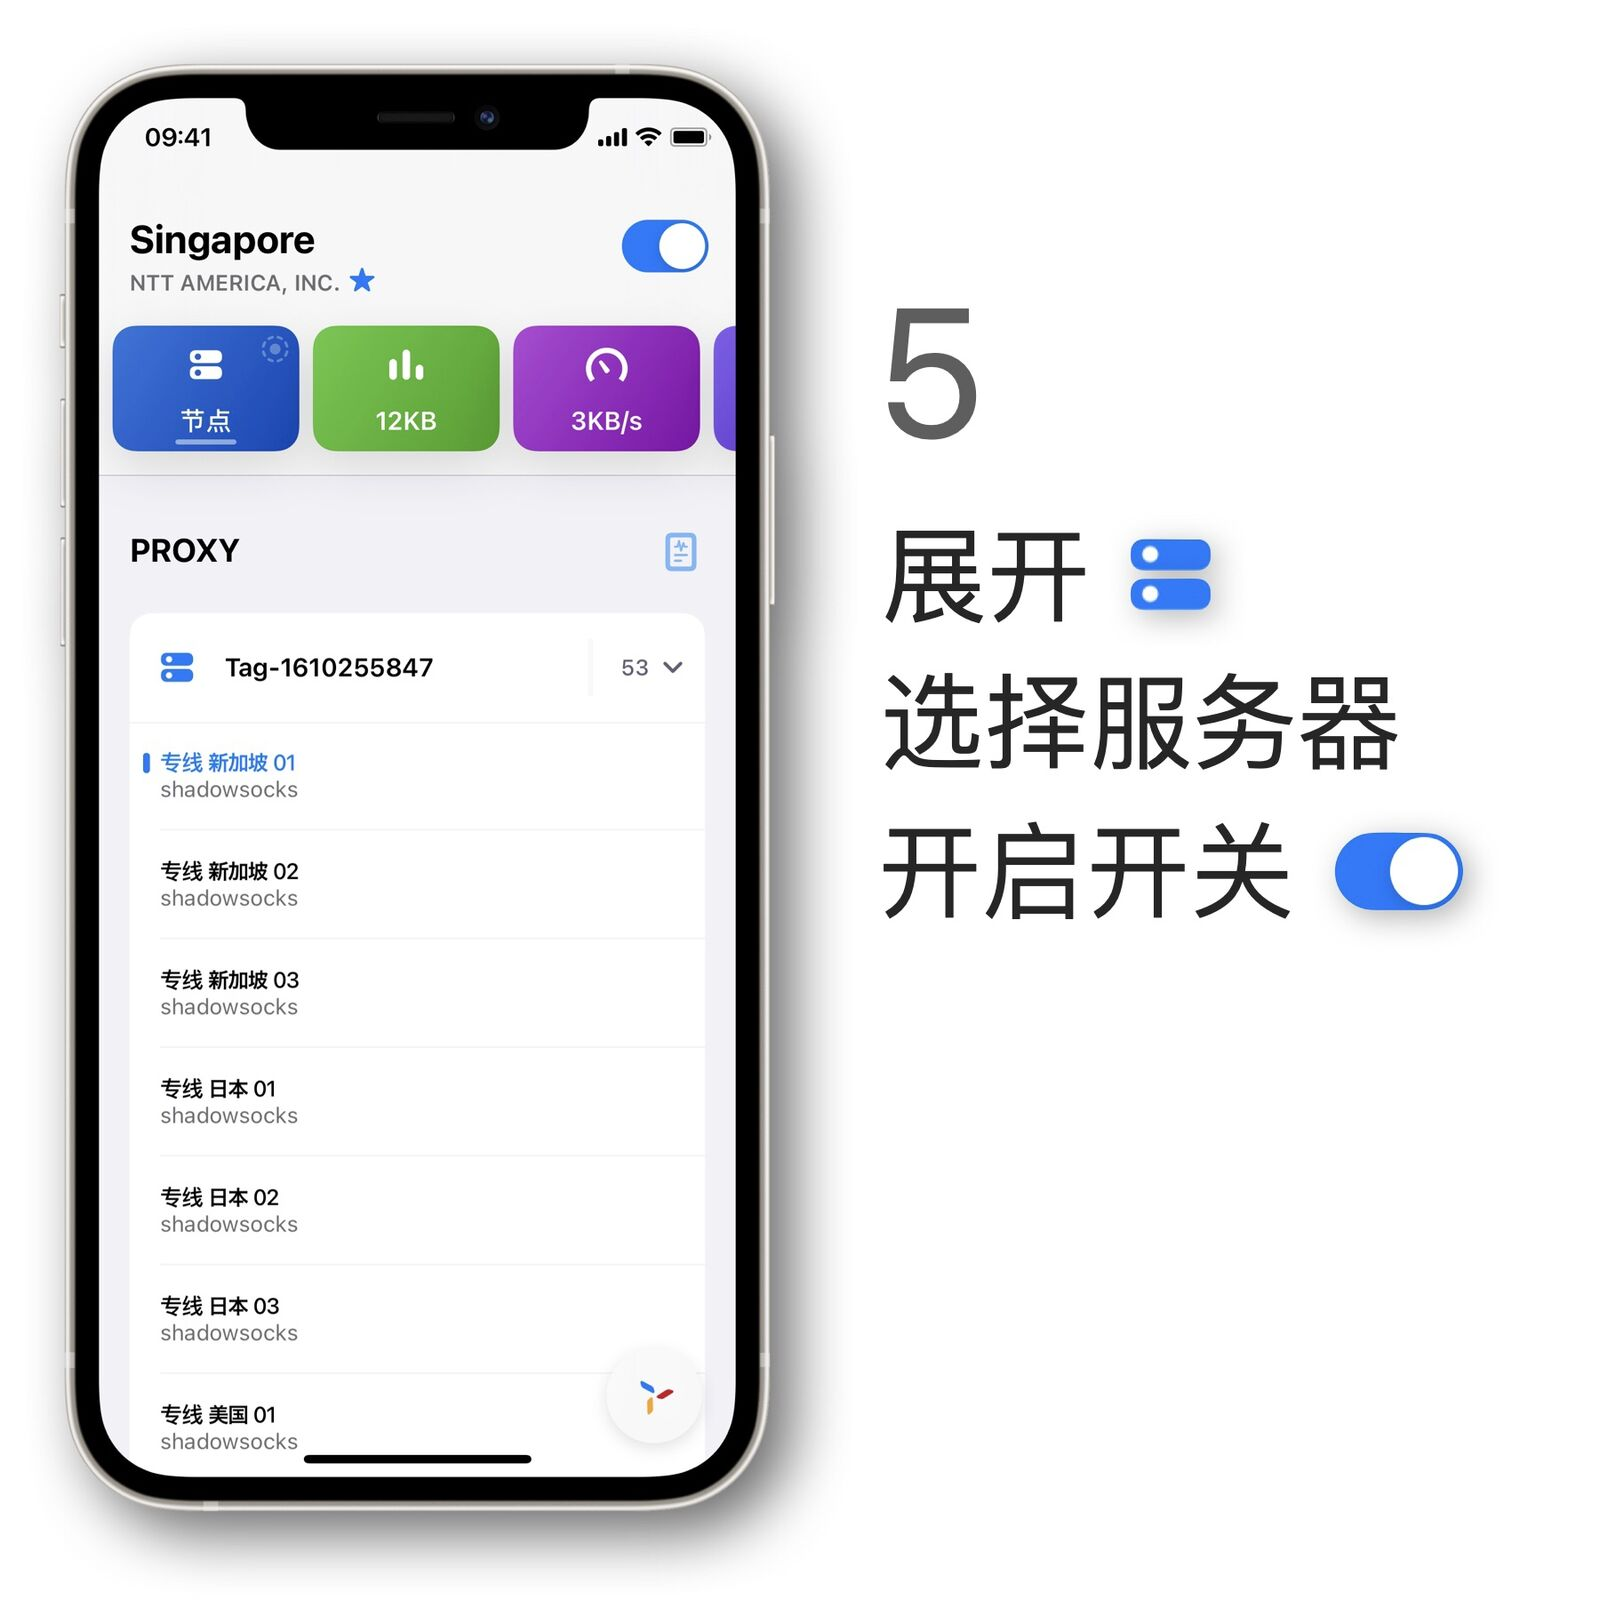 09:41
Singapore
NTT AMERICA, INC.
节点
12KB
3KB/s
PROXY
Tag-1610255847
53
专线 新加坡 01
shadowsocks
专线 新加坡 02
shadowsocks
专线 新加坡 03
shadowsocks
专线 日本 01
shadowsocks
专线 日本 02
shadowsocks
专线 日本 03
shadowsocks
专线 美国 01
shadowsocks
5
展开
选择服务器
开启开关